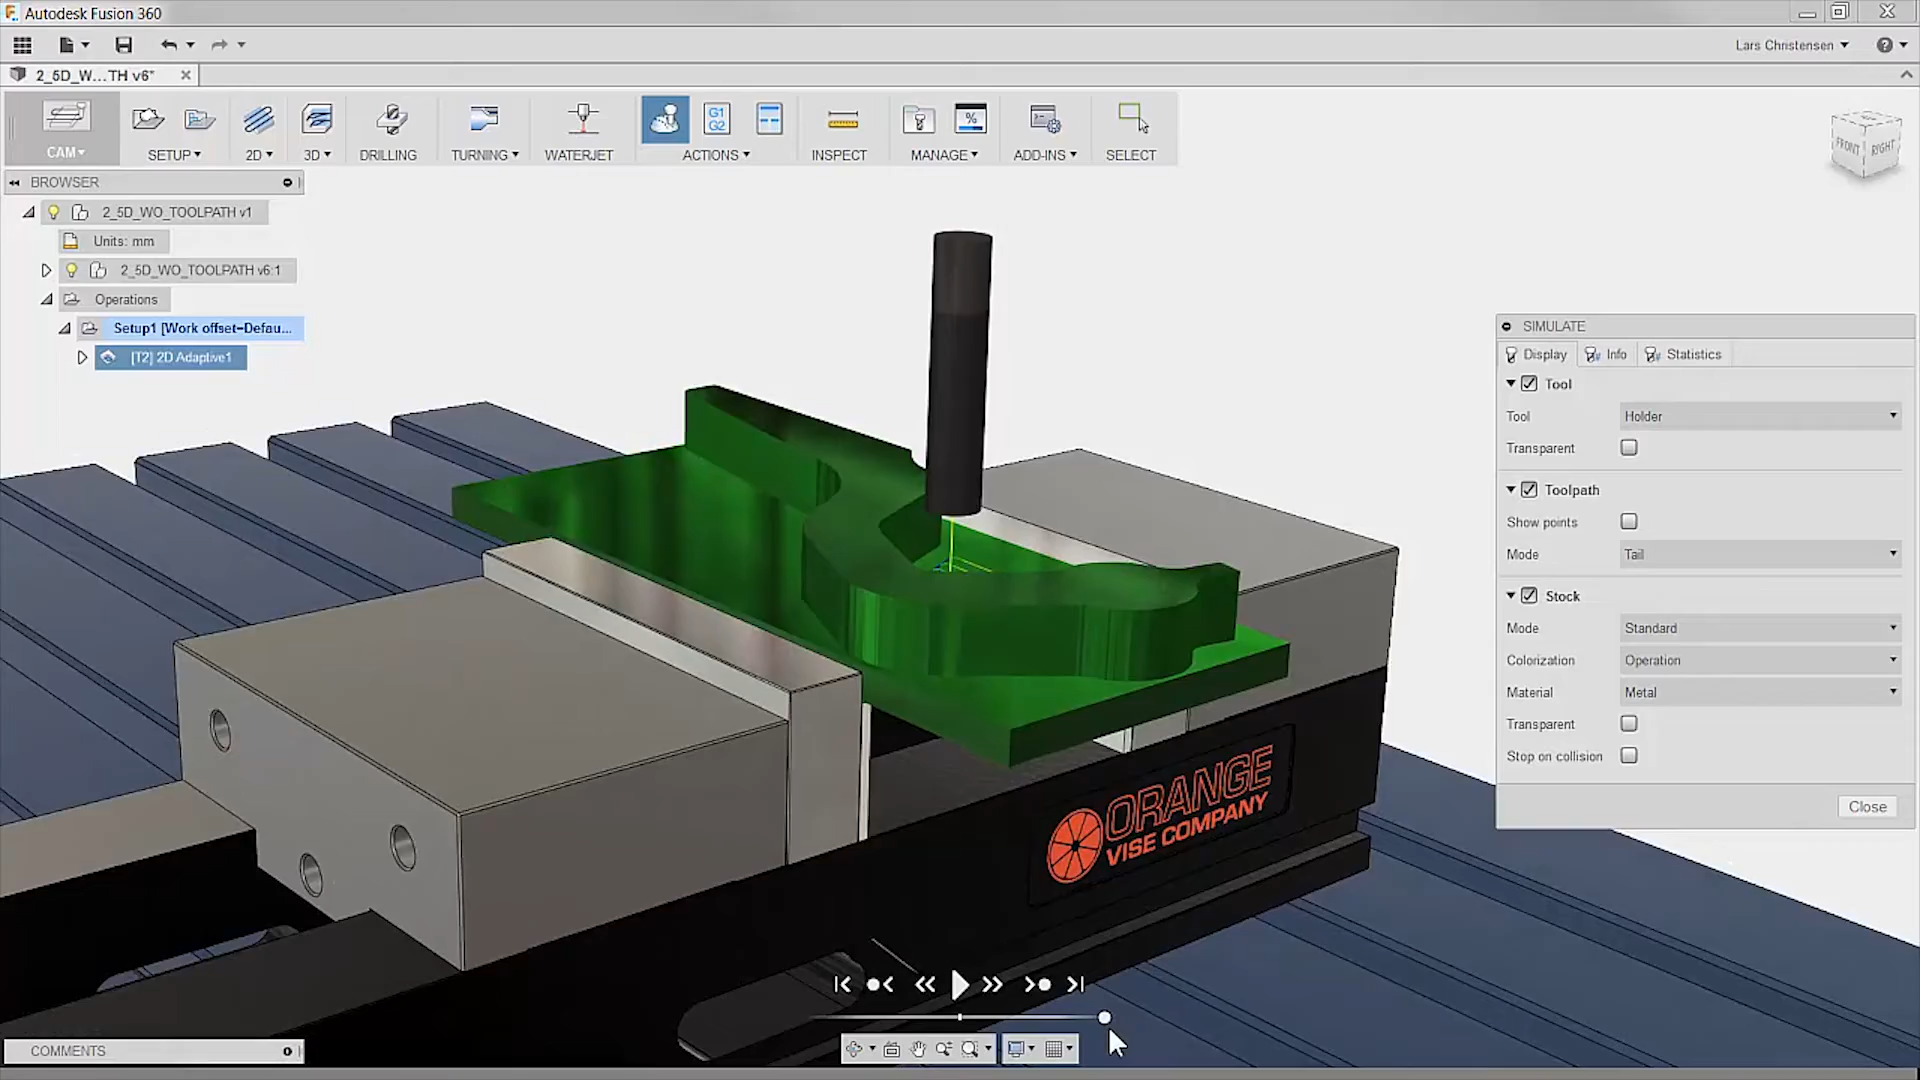 Autodesk Fusion 360
Lars Christensen
2_5D_W...TH v6*
G1
G2
%
CAM
SETUP
2D
3D
DRILLING
TURNING
WATERJET
ACTIONS
INSPECT
MANAGE
ADD-INS
SELECT
FRONT
RIGHT
BROWSER
2_5D_WO_TOOLPATH v1
Units: mm
2_5D_WO_TOOLPATH v6:1
Operations
Setup1 [Work offset=Defau...
[T2] 2D Adaptive1
SIMULATE
Display
Info
Statistics
Tool
Tool
Holder
Transparent
Toolpath
Show points
Mode
Tail
Stock
Mode
Standard
Colorization
Operation
Material
Metal
Transparent
Stop on collision
Close
ORANGE
VISE COMPANY
COMMENTS